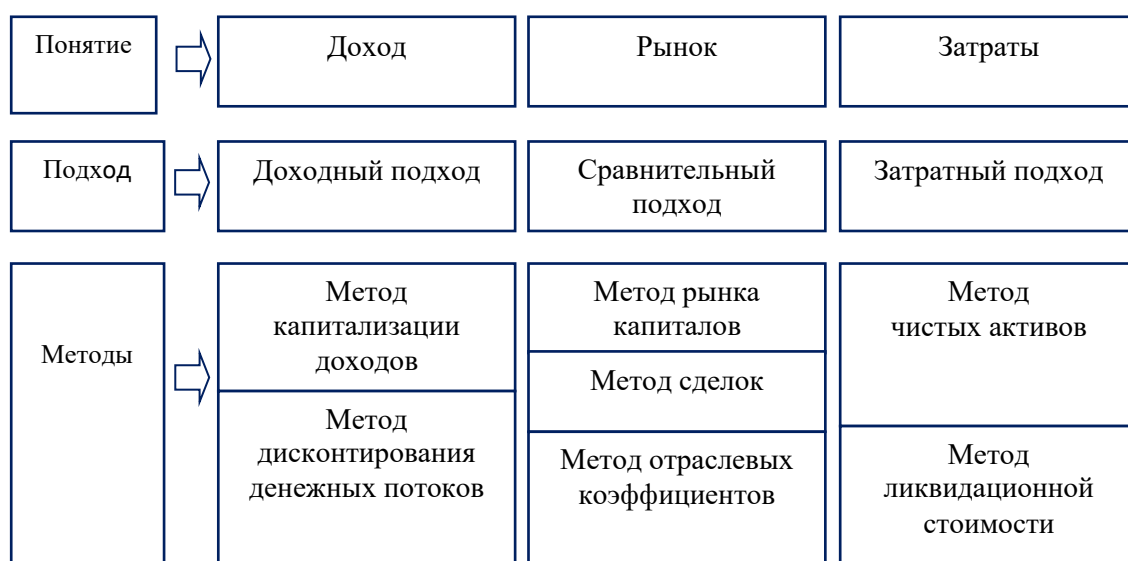 Понятие
Доход
Рынок
Затраты
Подход
Доходный подход
Сравнительный
подход
Затратный подход
Методы
Метод
капитализации
доходов
Метод
дисконтирования
денежных потоков
Метод рынка
капиталов
Метод сделок
Метод отраслевых
коэффициентов
Метод
чистых активов
Метод
ликвидационной
стоимости